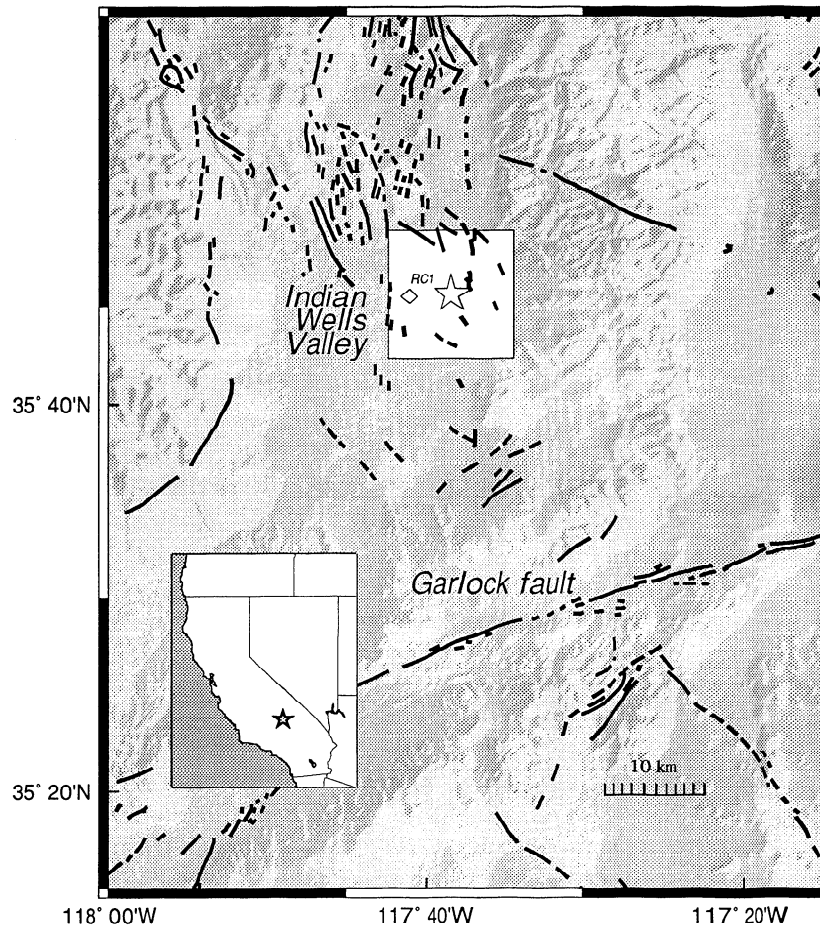 RC1
Indian
Wells
Valley
35° 40'N
Garlock fault
10 km
35° 20'N
118° 00'W
117° 40'W
117° 20'W